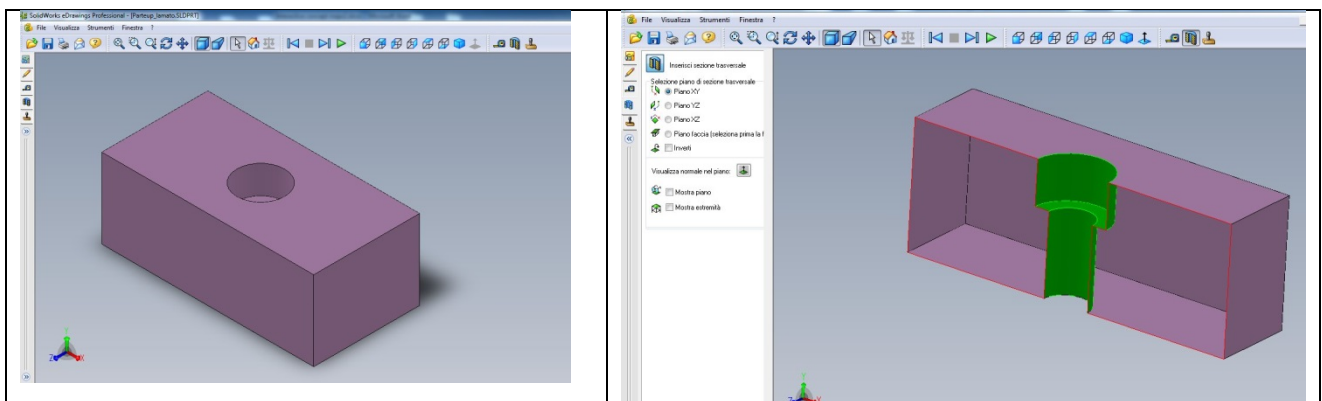 SolidWorks eDrawings Professional - [Parteup_lamato.SLDPRT]
File Visualizza Strumenti Finestra ?
Z
X
File Visualizza Strumenti Finestra ?
Inserisci sezione trasversale
Selezione piano di sezione trasversale
Piano XY
Piano YZ
Piano XZ
Piano faccia (seleziona prima la
Inverti
Visualizza normale nel piano:
Mostra piano
Mostra estremità